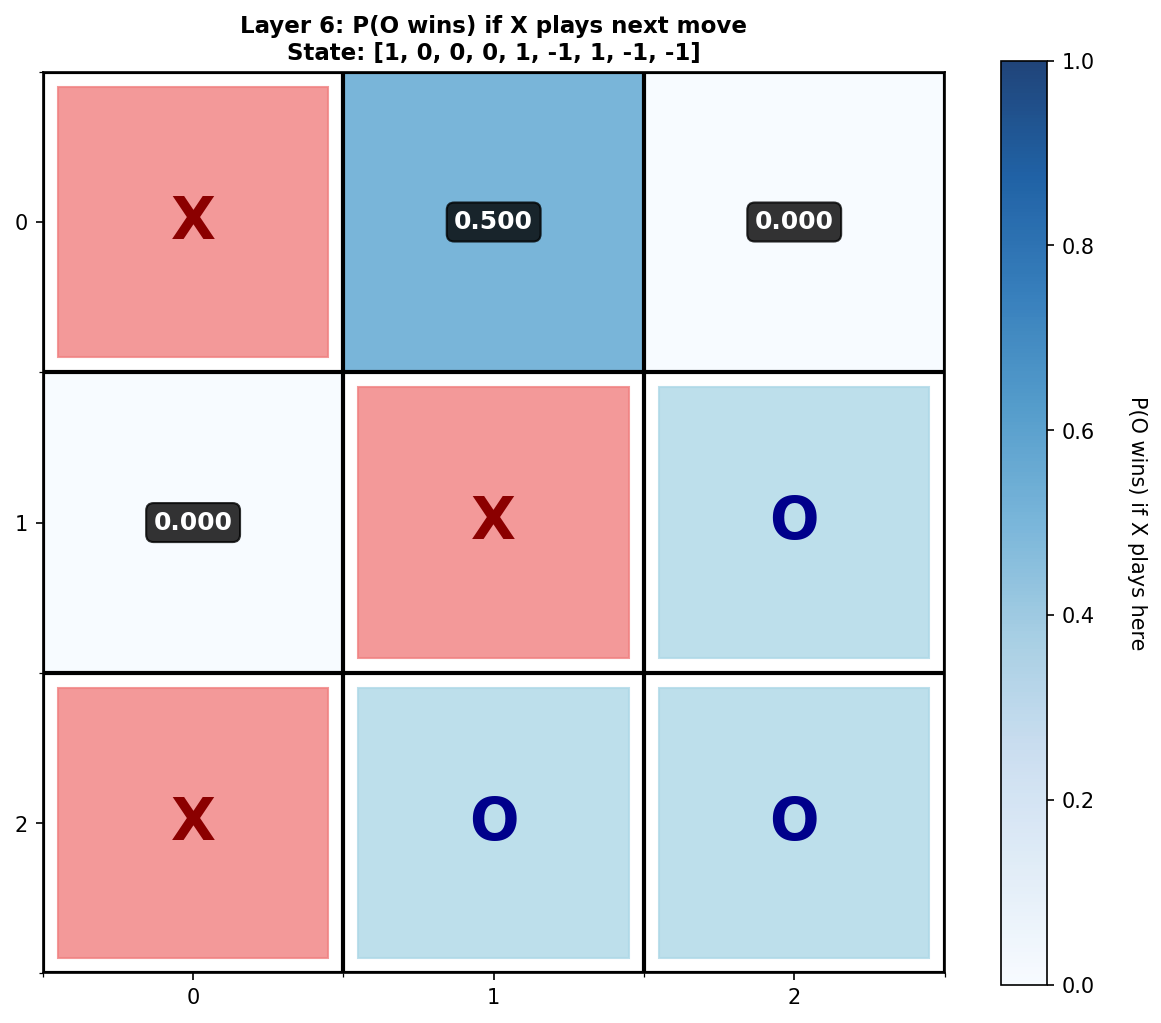 Layer 6: P(O wins) if X plays next move
State: [1, 0, 0, 0, 1, -1, 1, -1, -1]
X 0.500 0.000
0.000 X O
X O O
0
1
2
0 1 2
1.0
0.8
0.6
0.4
0.2
0.0
P(O wins) if X plays here